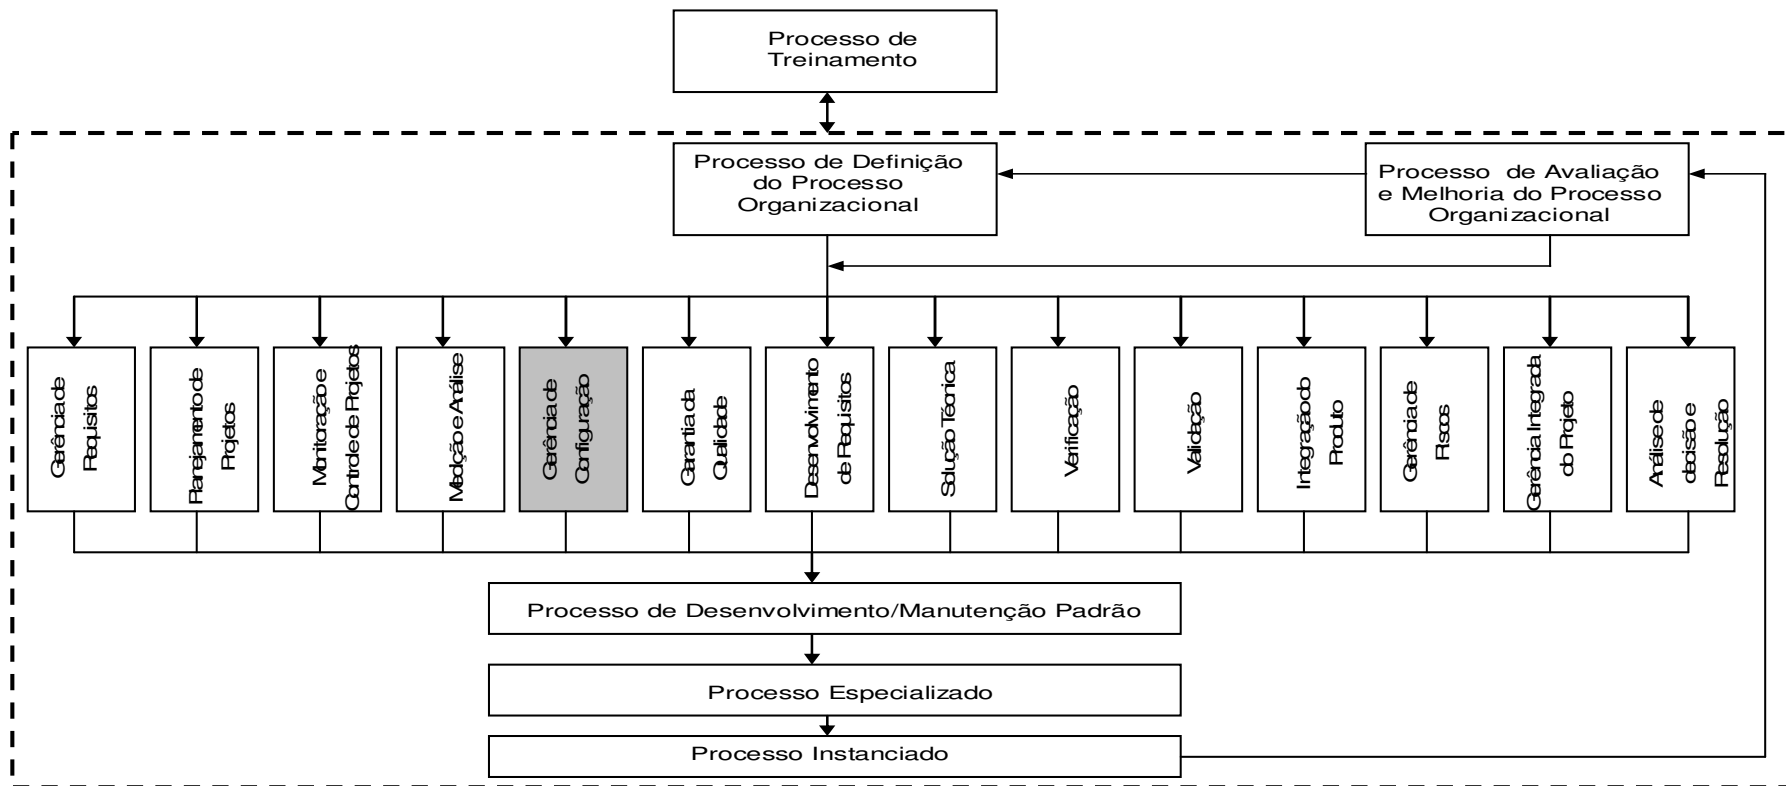 Processo de
Treinamento
Processo de Definição
do Processo
Organizacional
Processo de Avaliação
e Melhoria do Processo
Organizacional
Gerência de
Requisitos
Planejamento de
Projetos
Monitoração e
Controle de Projetos
Medição e Análise
Gerência de
Configuração
Garantia da
Qualidade
Desenvolvimento
de Requisitos
Solução Técnica
Verificação
Validação
Integração do
Produto
Gerência de
Riscos
Gerência Integrada
do Projeto
Análise de
decisão e
Resolução
Processo de Desenvolvimento/Manutenção Padrão
Processo Especializado
Processo Instanciado